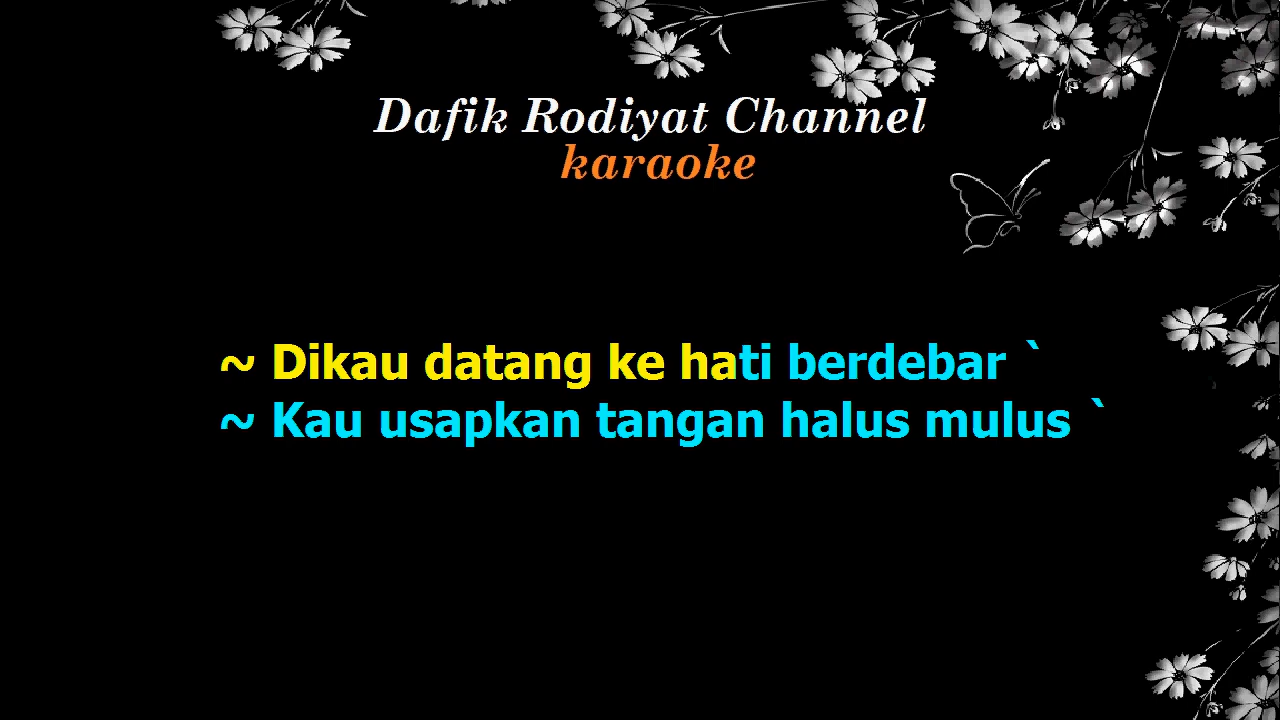 Dafik Rodiyat Channel
karaoke
~ Dikau datang ke hati berdebar `
~ Kau usapkan tangan halus mulus `